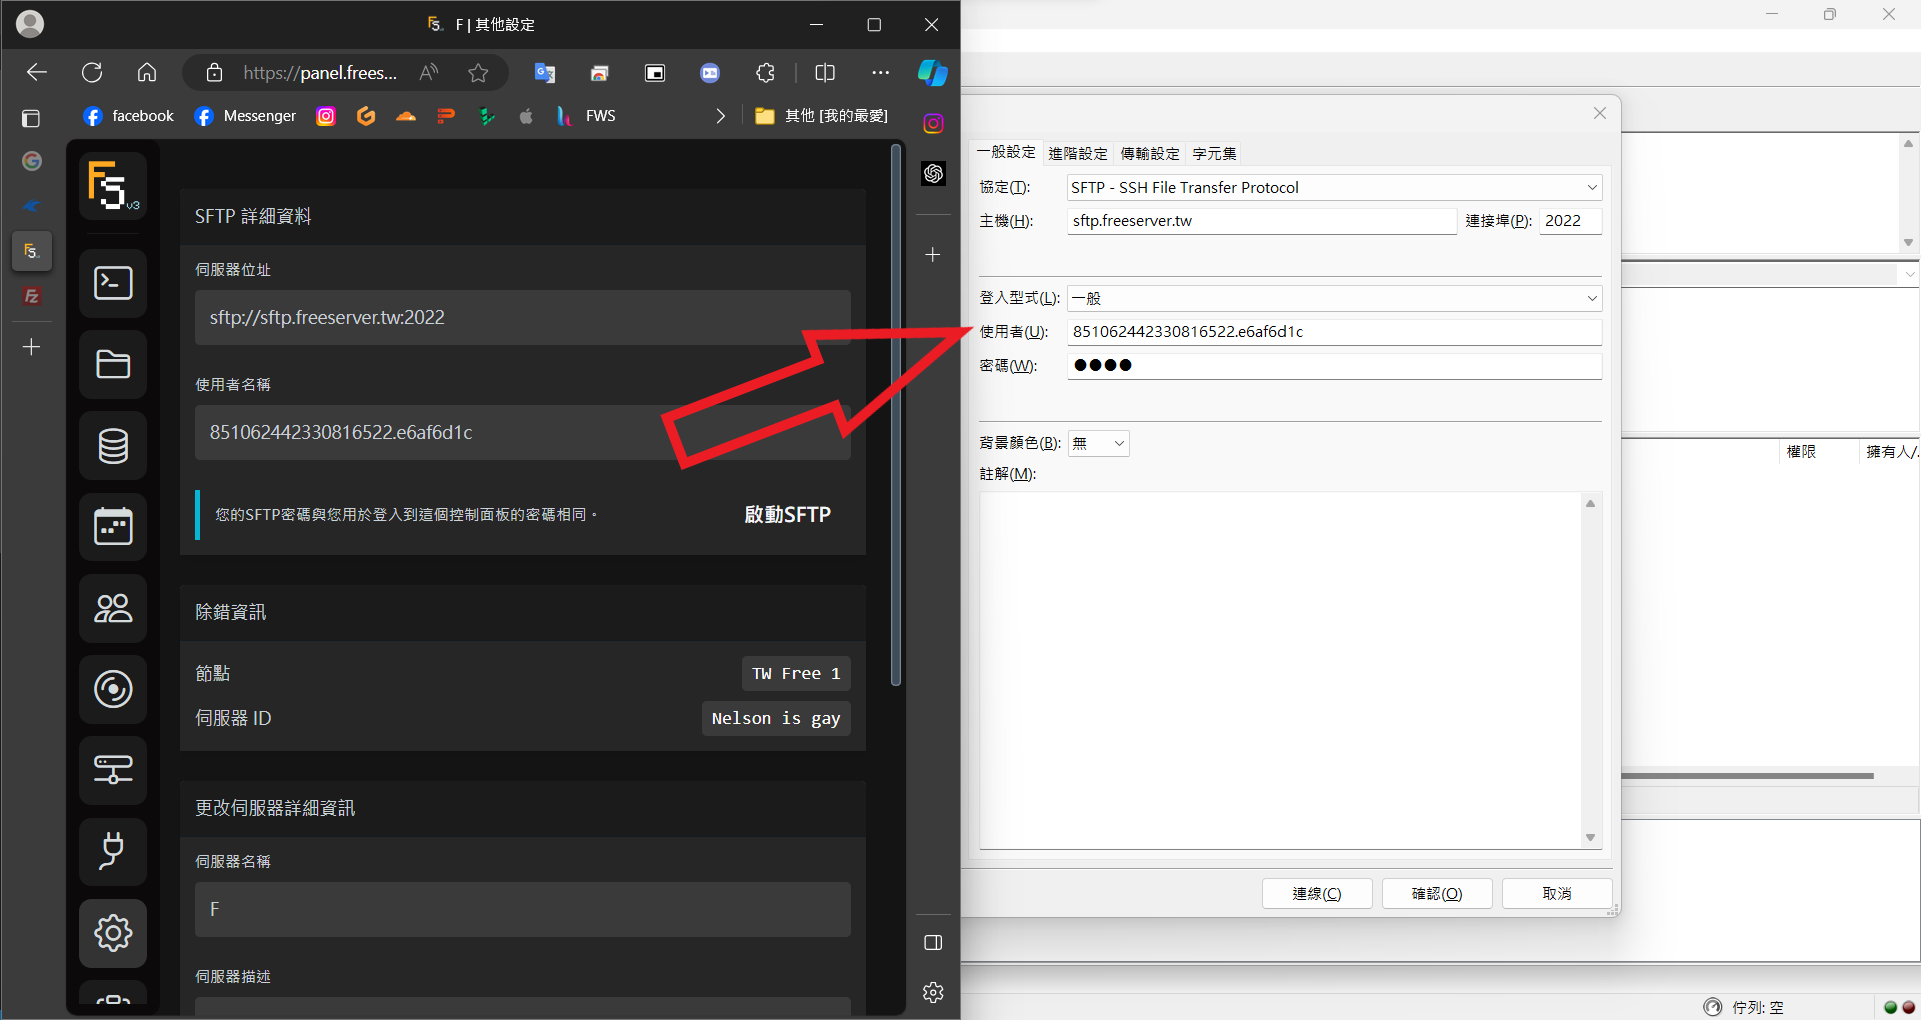 F | 其他設定
https://panel.frees...
facebook
Messenger
FWS
其他 [我的最愛]
F5 v3
SFTP 詳細資料
伺服器位址
sftp://sftp.freeserver.tw:2022
使用者名稱
851062442330816522.e6af6d1c
您的SFTP密碼與您用於登入到這個控制面板的密碼相同。
啟動SFTP
除錯資訊
節點
TW Free 1
伺服器 ID
Nelson is gay
更改伺服器詳細資訊
伺服器名稱
F
伺服器描述
一般設定 進階設定 傳輸設定 字元集
協定(T): SFTP - SSH File Transfer Protocol
主機(H): sftp.freeserver.tw 連接埠(P): 2022
登入型式(L): 一般
使用者(U): 851062442330816522.e6af6d1c
密碼(W): ●●●●
背景顏色(B): 無
註解(M):
連線(C) 確認(O) 取消
權限 擁有人/.
佇列: 空